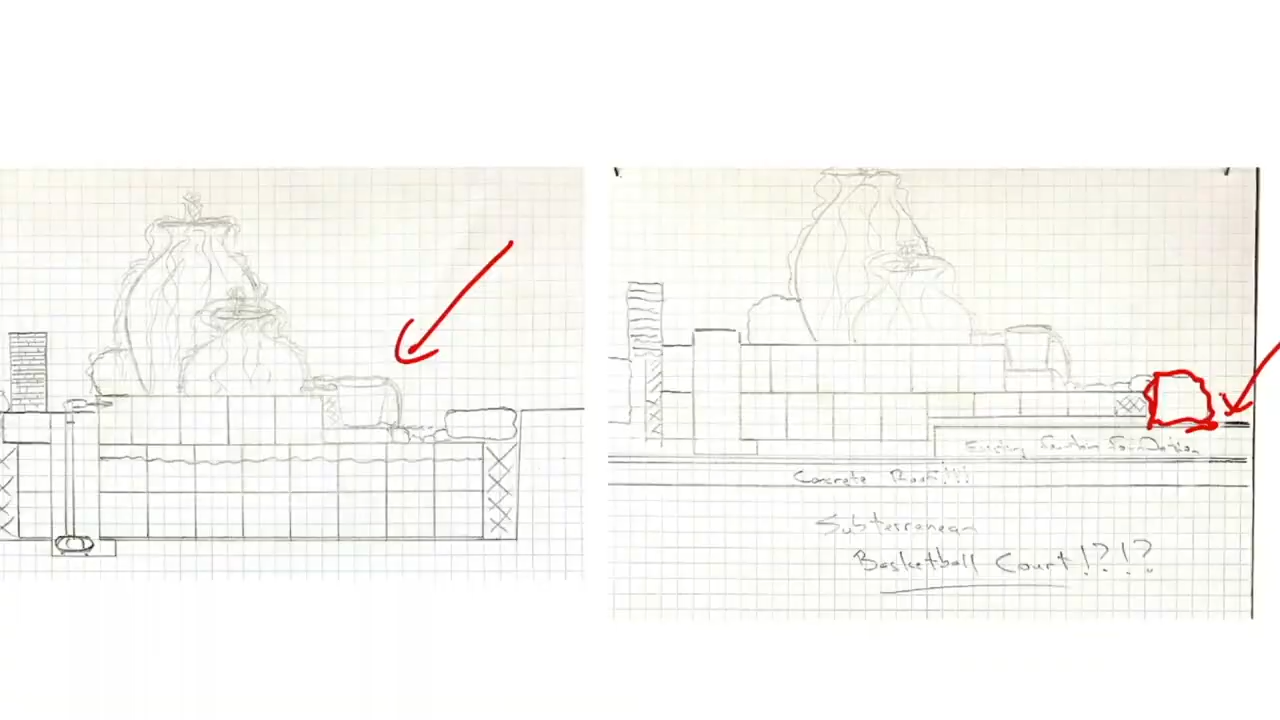 Existing fountain foundation
Concrete Roof!!!
Subterranean
Basketball Court!?!?